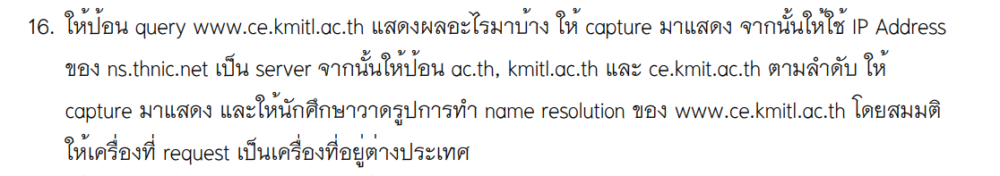 16. ให้ป้อน query www.ce.kmitl.ac.th แสดงผลอะไรมาบ้าง ให้ capture มาแสดง จากนั้นให้ใช้ IP Address
ของ ns.thnic.net เป็น server จากนั้นให้ป้อน ac.th, kmitl.ac.th และ ce.kmit.ac.th ตามลำดับ ให้
capture มาแสดง และให้นักศึกษาวาดรูปการทำ name resolution ของ www.ce.kmitl.ac.th โดยสมมติ
ให้เครื่องที่ request เป็นเครื่องที่อยู่ต่างประเทศ